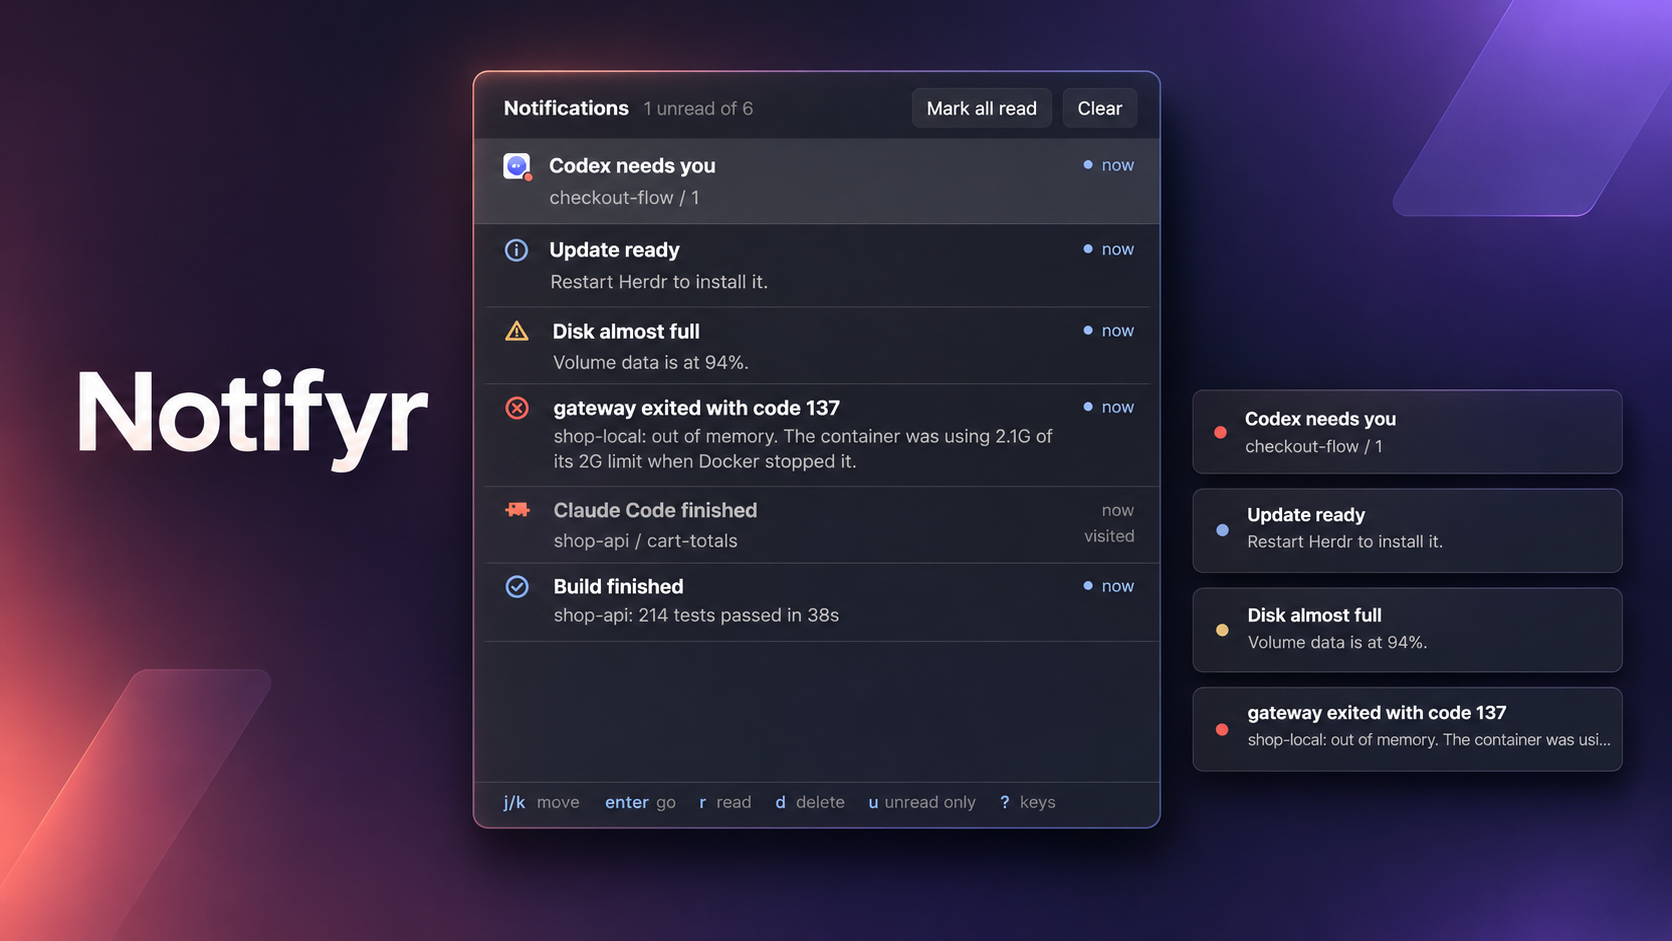 Notifyr
Notifications 1 unread of 6 Mark all read Clear
Codex needs you now
checkout-flow / 1
Update ready now
Restart Herdr to install it.
Disk almost full now
Volume data is at 94%.
gateway exited with code 137 now
shop-local: out of memory. The container was using 2.1G of
its 2G limit when Docker stopped it.
Claude Code finished now
shop-api / cart-totals visited
Build finished now
shop-api: 214 tests passed in 38s
j/k move enter go r read d delete u unread only ? keys
Codex needs you
checkout-flow / 1
Update ready
Restart Herdr to install it.
Disk almost full
Volume data is at 94%.
gateway exited with code 137
shop-local: out of memory. The container was usi...